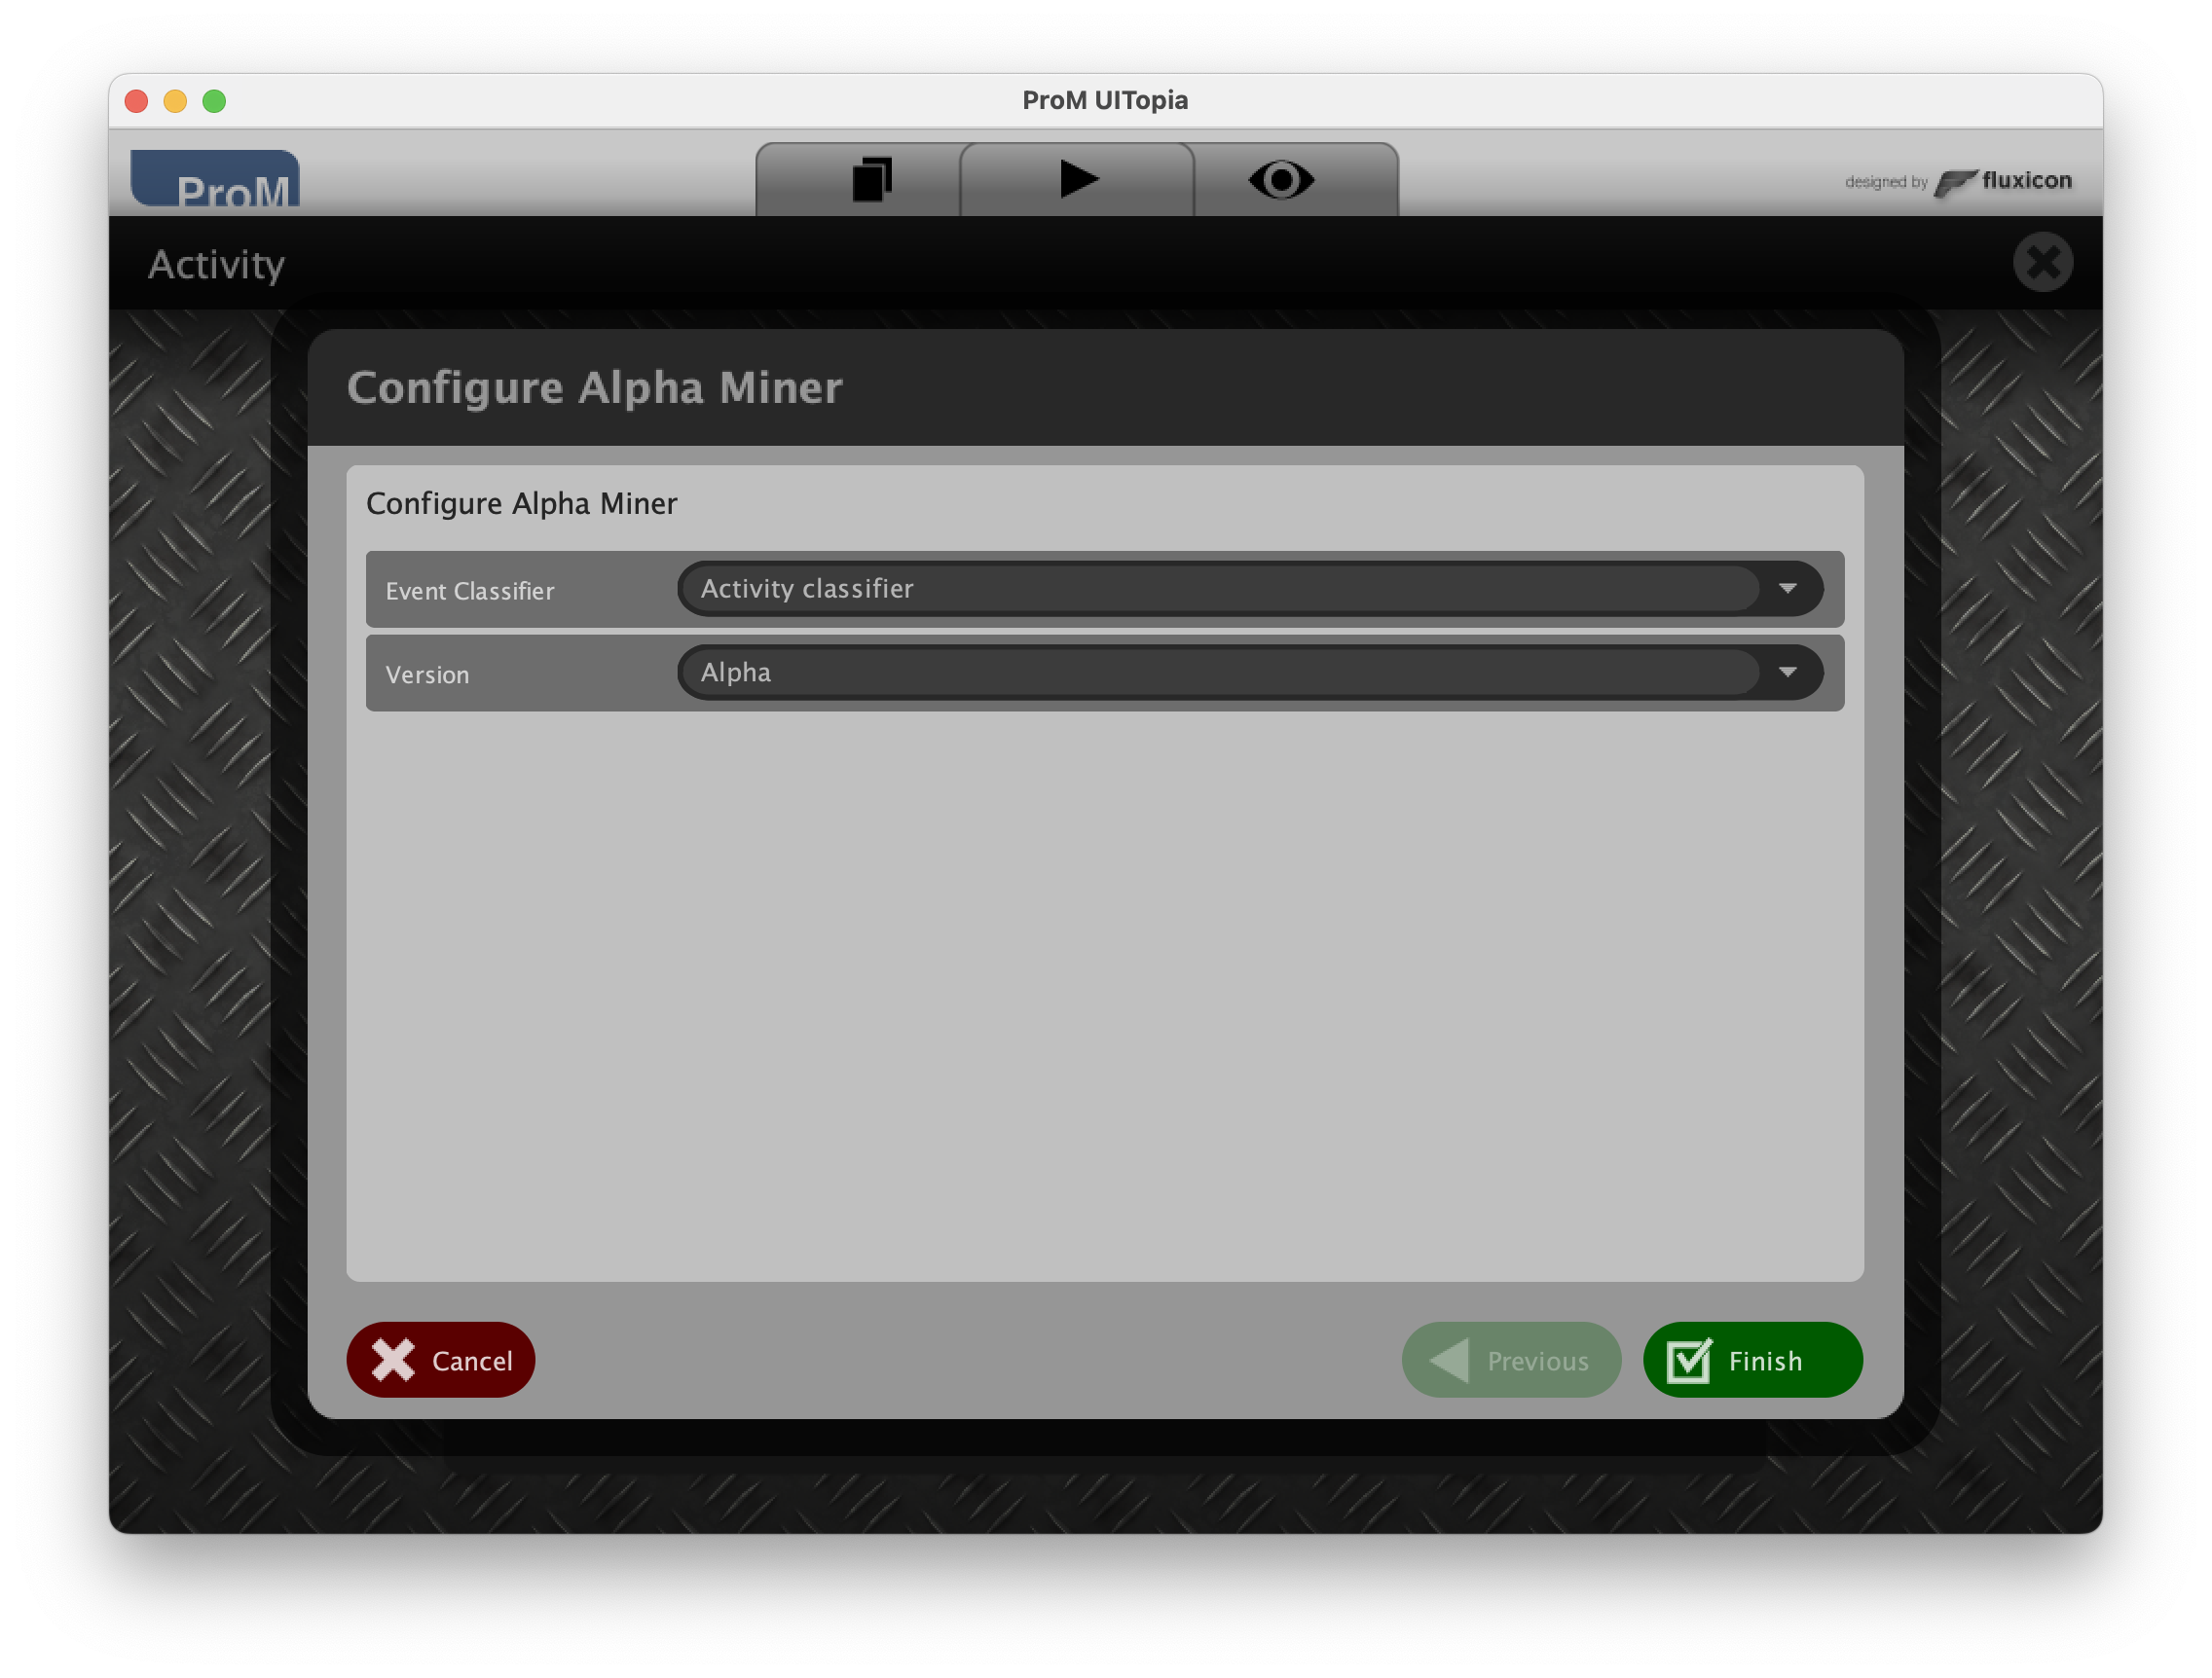 ProM UITopia
ProM
designed by fluxicon
Activity
Configure Alpha Miner
Configure Alpha Miner
Event Classifier Activity classifier
Version Alpha
Cancel Previous Finish